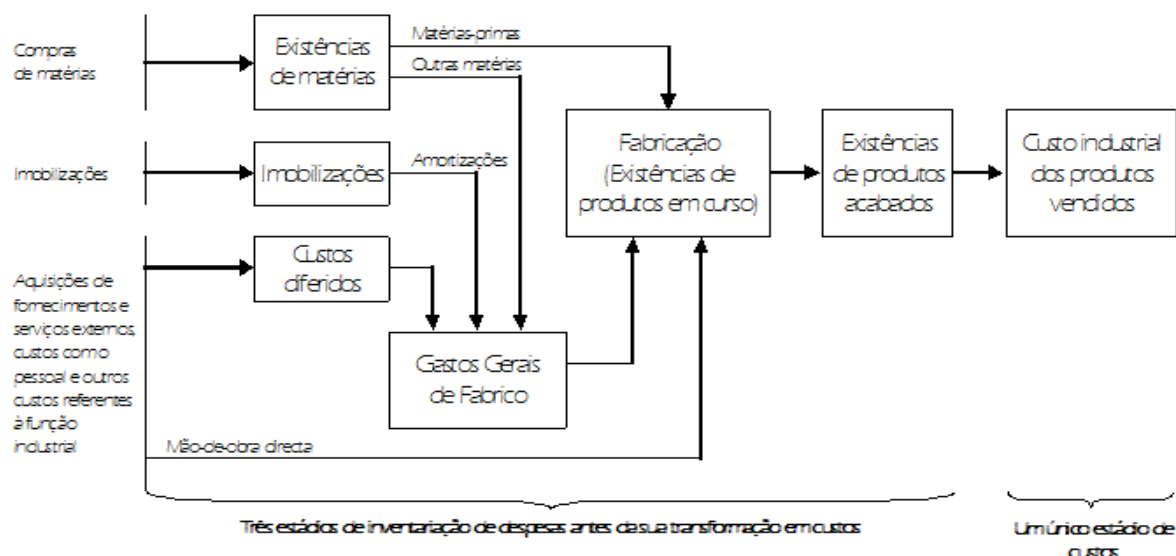 Compras
de matérias
Existências
de matérias
Matérias-primas
Outras matérias
Fabricação
(Existências de
produtos em curso)
Existências
de produtos
acabados
Custo industrial
dos produtos
vendidos
Imobilizações
Imobilizações
Amortizações
Custos
diferidos
Aquisições de
fornecimentos e
serviços externos,
custos como
pessoal e outros
custos referentes
à função
industrial
Gastos Gerais
de Fabrico
Mão-de-obra directa
Três estádios de inventariação de despesas antes da sua transformação em custos
Um único estádio de
custos